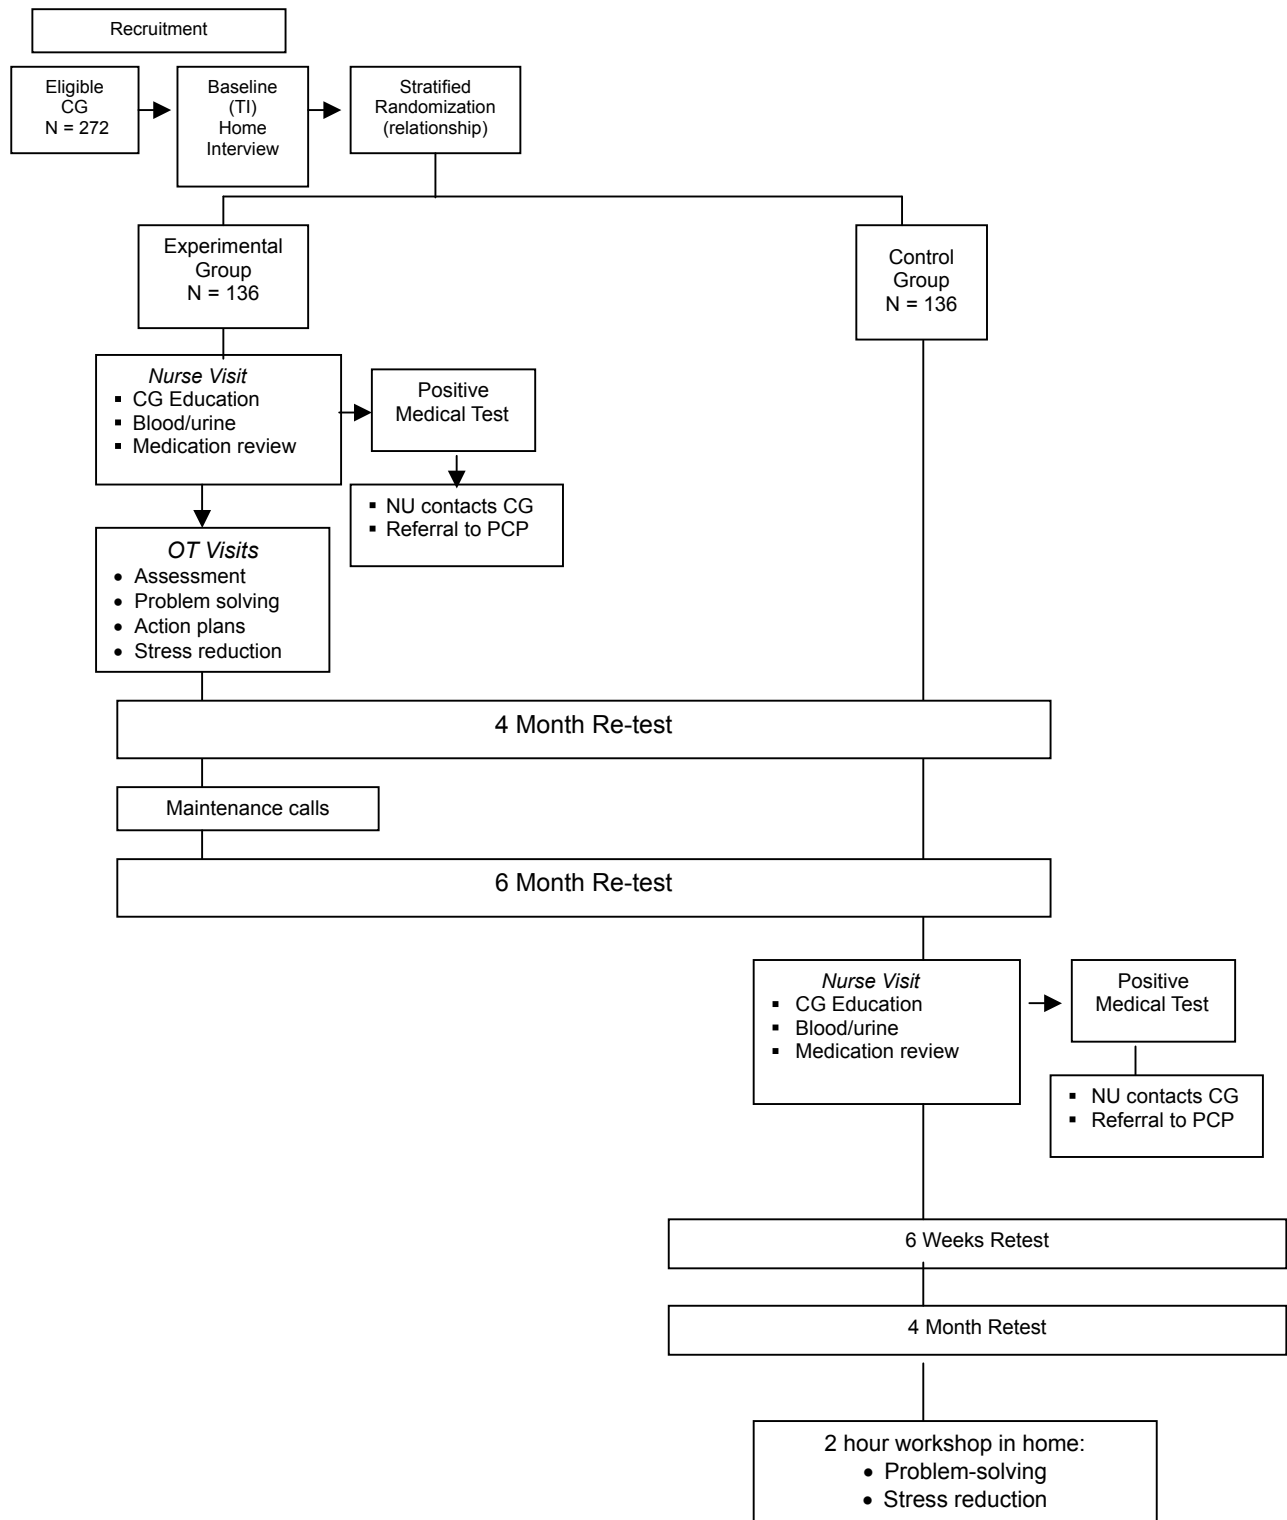 Recruitment
Eligible
CG
N = 272
Baseline
(TI)
Home
Interview
Stratified
Randomization
(relationship)
Experimental
Group
N = 136
Control
Group
N = 136
Nurse Visit
▪ CG Education
▪ Blood/urine
▪ Medication review
Positive
Medical Test
▪ NU contacts CG
▪ Referral to PCP
OT Visits
• Assessment
• Problem solving
• Action plans
• Stress reduction
4 Month Re-test
Maintenance calls
6 Month Re-test
Nurse Visit
▪ CG Education
▪ Blood/urine
▪ Medication review
Positive
Medical Test
▪ NU contacts CG
▪ Referral to PCP
6 Weeks Retest
4 Month Retest
2 hour workshop in home:
• Problem-solving
• Stress reduction